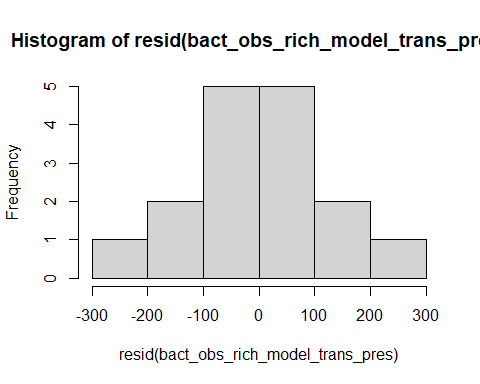 Histogram of resid(bact_obs_rich_model_trans_pre
Frequency
5
4
3
2
1
0
-300 -200 -100 0 100 200 300
resid(bact_obs_rich_model_trans_pres)